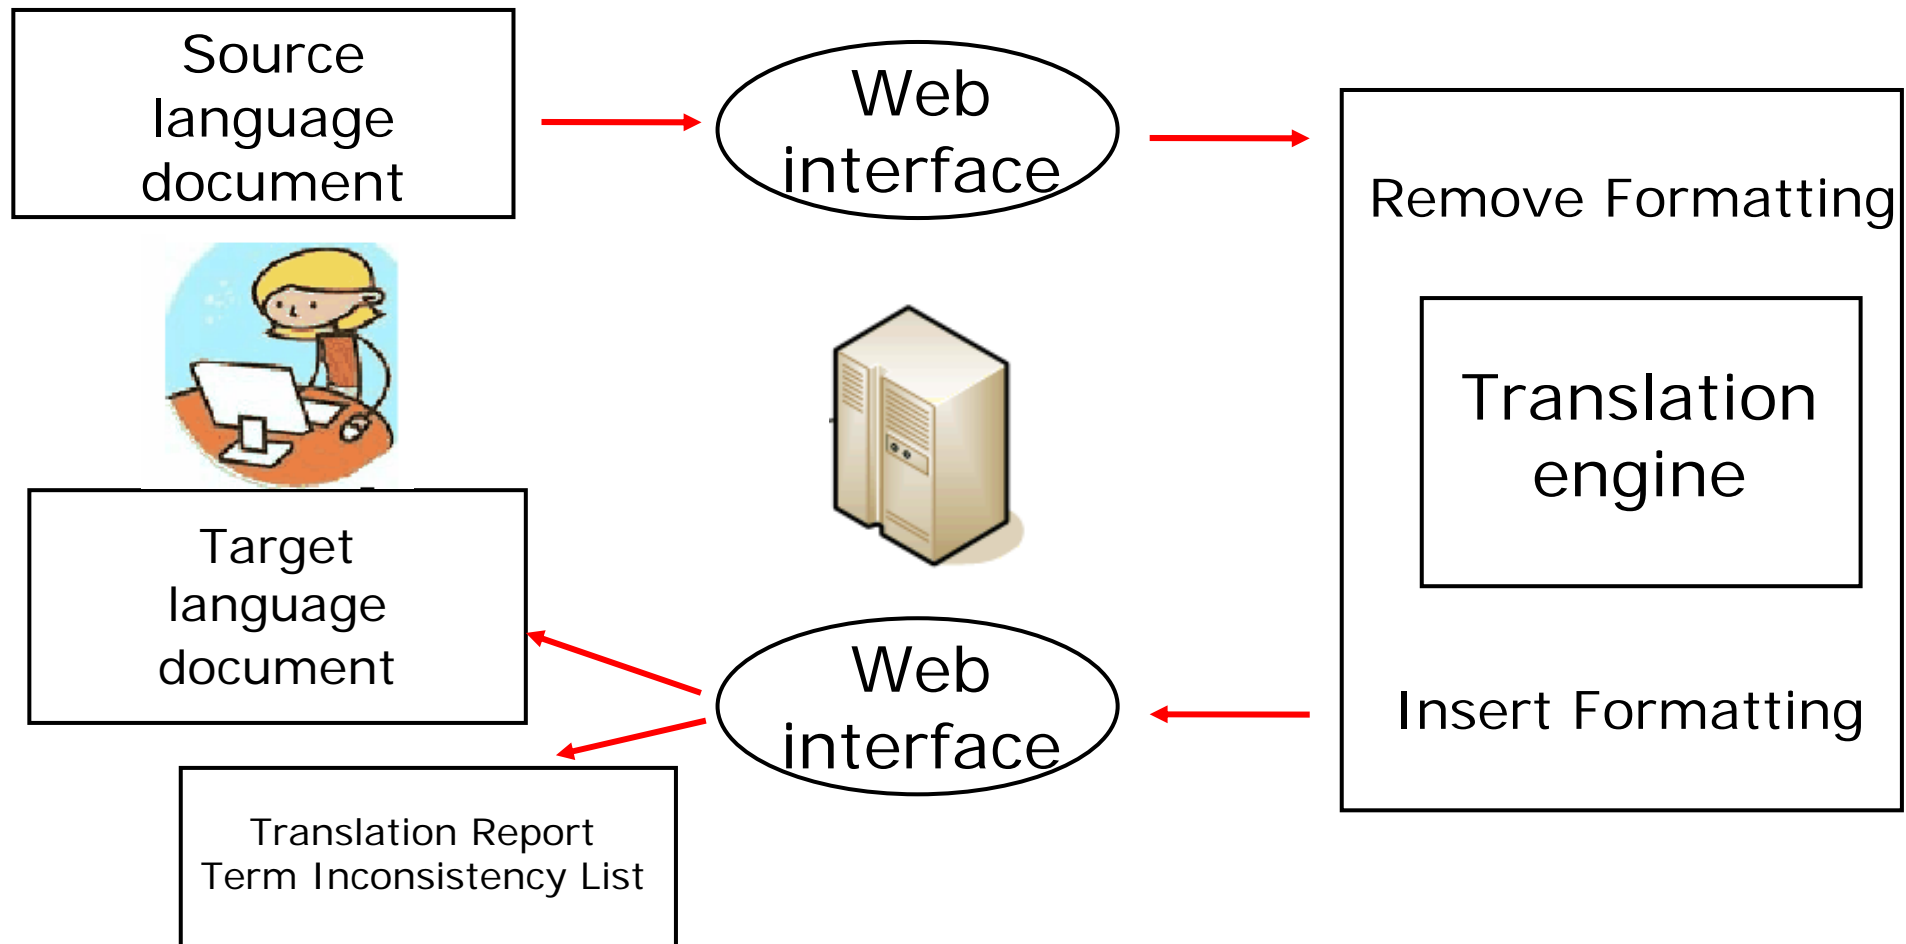 Source
language
document
Web
interface
Remove Formatting
Translation
engine
Insert Formatting
Web
interface
Target
language
document
Translation Report
Term Inconsistency List